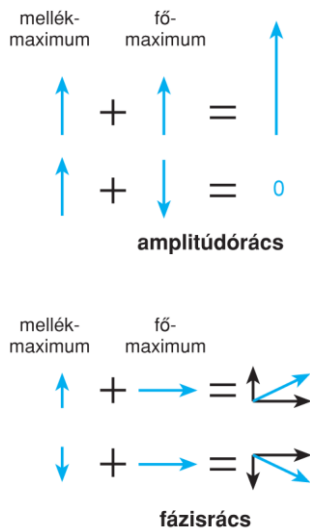 mellék-
maximum
fő-
maximum
+ =
+ = 0
amplitúdórács
mellék-
maximum
fő-
maximum
+ =
+ =
fázisrács